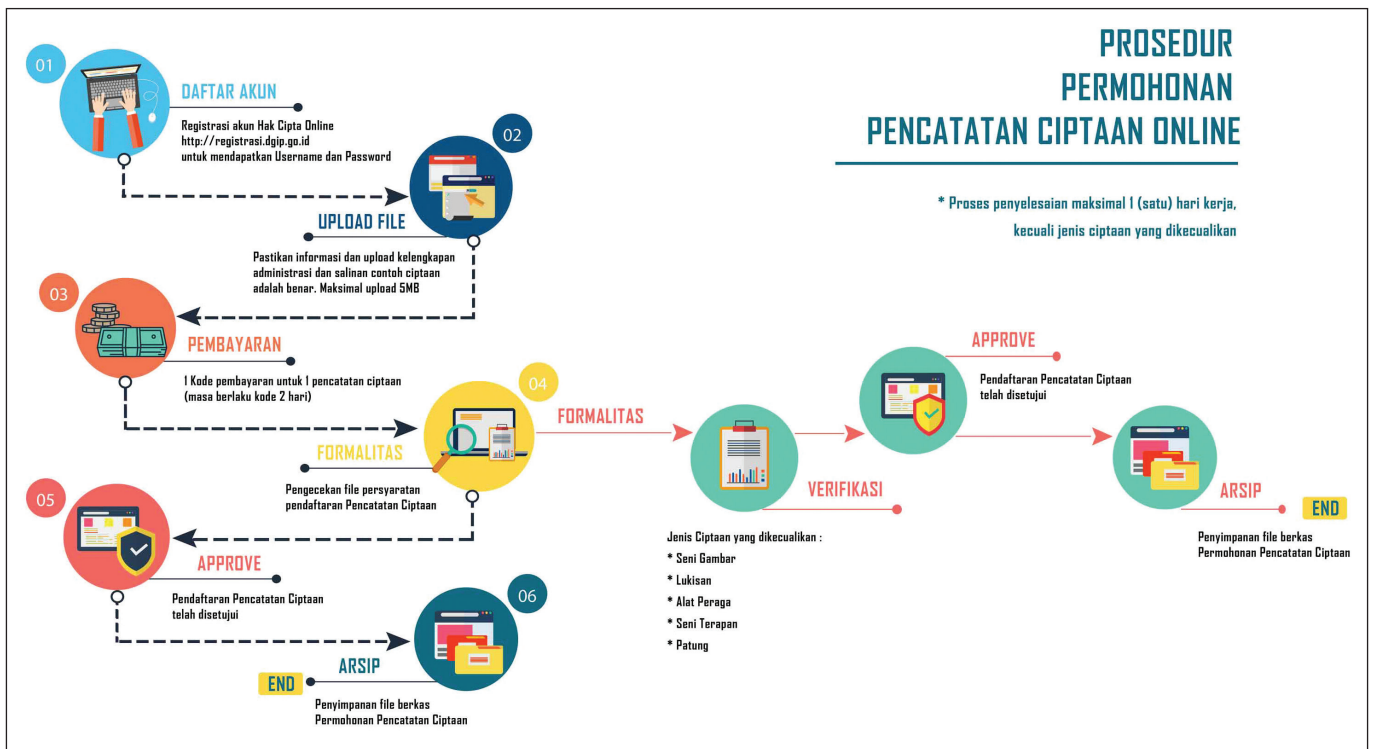 PROSEDUR
PERMOHONAN
PENCATATAN CIPTAAN ONLINE
* Proses penyelesaian maksimal 1 (satu) hari kerja,
kecuali jenis ciptaan yang dikecualikan
01
DAFTAR AKUN
Registrasi akun Hak Cipta Online
http://registrasi.dgip.go.id
untuk mendapatkan Username dan Password
02
UPLOAD FILE
Pastikan informasi dan upload kelengkapan
administrasi dan salinan contoh ciptaan
adalah benar. Maksimal upload 5MB
03
PEMBAYARAN
1 Kode pembayaran untuk 1 pencatatan ciptaan
(masa berlaku kode 2 hari)
04
FORMALITAS
Pengecekan file persyaratan
pendaftaran Pencatatan Ciptaan
05
APPROVE
Pendaftaran Pencatatan Ciptaan
telah disetujui
06
ARSIP
END
Penyimpanan file berkas
Permohonan Pencatatan Ciptaan
FORMALITAS
VERIFIKASI
Jenis Ciptaan yang dikecualikan :
* Seni Gambar
* Lukisan
* Alat Peraga
* Seni Terapan
* Patung
APPROVE
Pendaftaran Pencatatan Ciptaan
telah disetujui
ARSIP
END
Penyimpanan file berkas
Permohonan Pencatatan Ciptaan